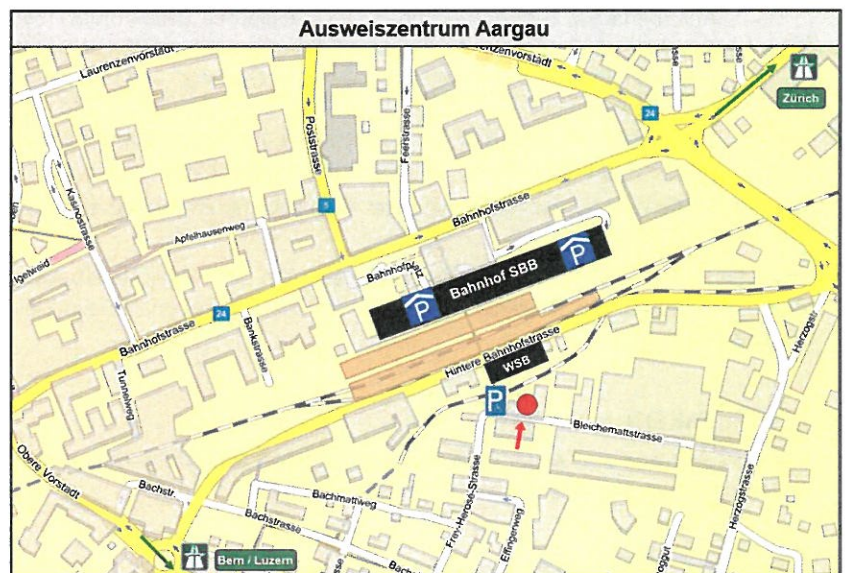 Ausweiszentrum Aargau
Laurenzenvorstadt
Zürich
24
Poststrasse
Feerstrasse
Kasinostrasse
5
Bahnhofstrasse
Apfelhausenweg
Igelweid
Bahnhofplatz
P
Bahnhof SBB
P
24
Bahnhofstrasse
Bankstrasse
Tunnelweg
Hintere Bahnhofstrasse
WSB
P
Herzogstr.
Bleichemattstrasse
Obere Vorstadt
Bachstr.
Bachmattweg
Bachstrasse
Frey-Herosé-Strasse
Effingerweg
Herzogstrasse
Bern / Luzern